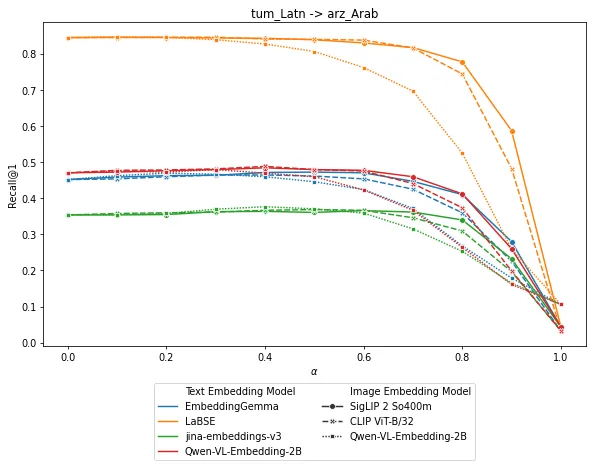 tum_Latn -> arz_Arab
Recall@1
0.8
0.7
0.6
0.5
0.4
0.3
0.2
0.1
0.0
0.0 0.2 0.4 0.6 0.8 1.0
α
Text Embedding Model
EmbeddingGemma
LaBSE
jina-embeddings-v3
Qwen-VL-Embedding-2B
Image Embedding Model
SigLIP 2 So400m
CLIP ViT-B/32
Qwen-VL-Embedding-2B